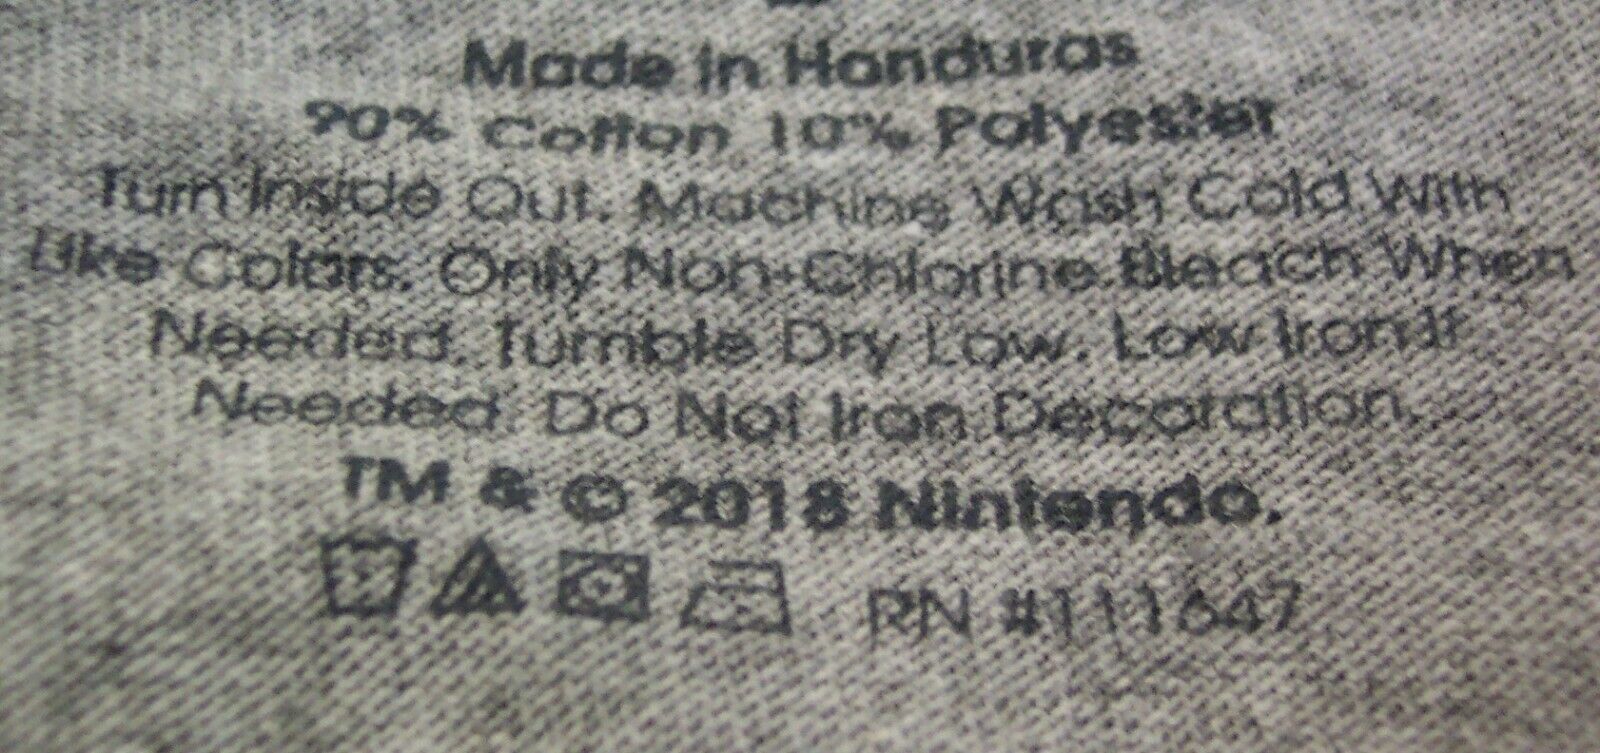 Made in Honduras
90% Cotton 10% Polyester
Turn Inside Out. Machine Wash Cold With
Like Colors. Only Non-Chlorine Bleach When
Needed. Tumble Dry Low. Low Iron If
Needed. Do Not Iron Decoration.
TM & © 2018 Nintendo.
RN #111647